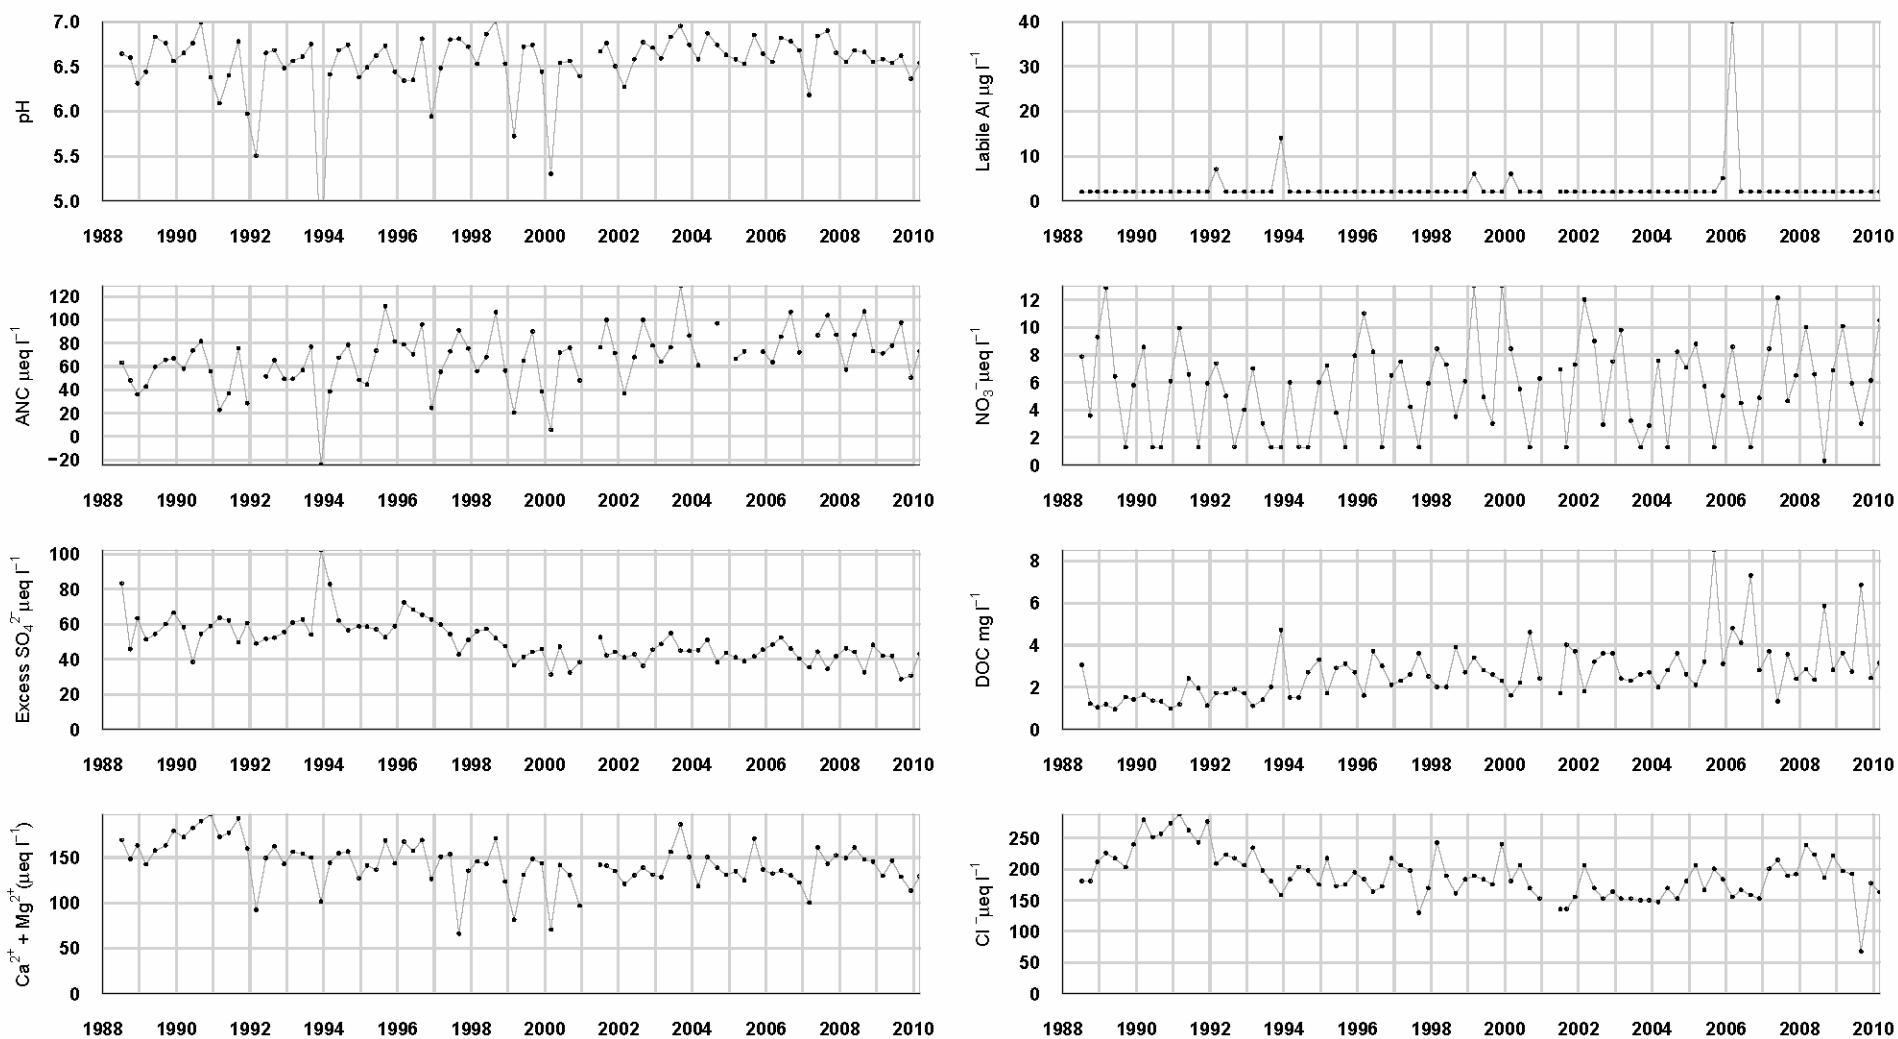 7.0
6.5
6.0
5.5
5.0
pH
1988 1990 1992 1994 1996 1998 2000 2002 2004 2006 2008 2010
40
30
20
10
0
Labile Al µg l⁻¹
1988 1990 1992 1994 1996 1998 2000 2002 2004 2006 2008 2010
120
100
80
60
40
20
0
−20
ANC µeq l⁻¹
1988 1990 1992 1994 1996 1998 2000 2002 2004 2006 2008 2010
12
10
8
6
4
2
0
NO₃⁻µeq l⁻¹
1988 1990 1992 1994 1996 1998 2000 2002 2004 2006 2008 2010
100
80
60
40
20
0
Excess SO₄²⁻µeq l⁻¹
1988 1990 1992 1994 1996 1998 2000 2002 2004 2006 2008 2010
8
6
4
2
0
DOC mg l⁻¹
1988 1990 1992 1994 1996 1998 2000 2002 2004 2006 2008 2010
150
100
50
0
Ca²⁺ + Mg²⁺(µeq l⁻¹)
1988 1990 1992 1994 1996 1998 2000 2002 2004 2006 2008 2010
250
200
150
100
50
0
Cl⁻µeq l⁻¹
1988 1990 1992 1994 1996 1998 2000 2002 2004 2006 2008 2010